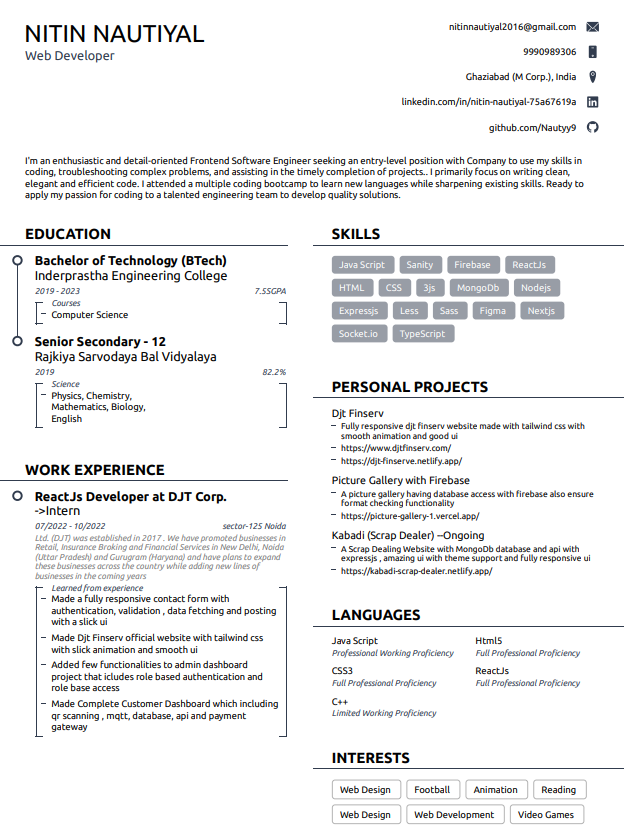 NITIN NAUTIYAL
Web Developer
nitinnautiyal2016@gmail.com
9990989306
Ghaziabad (M Corp.), India
linkedin.com/in/nitin-nautiyal-75a67619a
github.com/Nautyy9
I'm an enthusiastic and detail-oriented Frontend Software Engineer seeking an entry-level position with Company to use my skills in
coding, troubleshooting complex problems, and assisting in the timely completion of projects.. I primarily focus on writing clean,
elegant and efficient code. I attended a multiple coding bootcamp to learn new languages while sharpening existing skills. Ready to
apply my passion for coding to a talented engineering team to develop quality solutions.
EDUCATION
Bachelor of Technology (BTech)
Inderprastha Engineering College
2019 - 2023 7.5SGPA
Courses
– Computer Science
Senior Secondary - 12
Rajkiya Sarvodaya Bal Vidyalaya
2019 82.2%
Science
– Physics, Chemistry,
Mathematics, Biology,
English
WORK EXPERIENCE
ReactJs Developer at DJT Corp.
->Intern
07/2022 - 10/2022 sector-125 Noida
Ltd. (DJT) was established in 2017 . We have promoted businesses in
Retail, Insurance Broking and Financial Services in New Delhi, Noida
(Uttar Pradesh) and Gurugram (Haryana) and have plans to expand
these businesses across the country while adding new lines of
businesses in the coming years
Learned from experience
– Made a fully responsive contact form with
authentication, validation , data fetching and posting
with a slick ui
– Made Djt Finserv official website with tailwind css
with slick animation and smooth ui
– Added few functionalities to admin dashboard
project that icludes role based authentication and
role base access
– Made Complete Customer Dashboard which including
qr scanning , mqtt, database, api and payment
gateway
SKILLS
Java Script Sanity Firebase ReactJs
HTML CSS 3js MongoDb Nodejs
Expressjs Less Sass Figma Nextjs
Socket.io TypeScript
PERSONAL PROJECTS
Djt Finserv
– Fully responsive djt finserv website made with tailwind css with
smooth animation and good ui
– https://www.djtfinserv.com/
– https://djt-finserve.netlify.app/
Picture Gallery with Firebase
– A picture gallery having database access with firebase also ensure
format checking functionality
– https://picture-gallery-1.vercel.app/
Kabadi (Scrap Dealer) --Ongoing
– A Scrap Dealing Website with MongoDb database and api with
expressjs , amazing ui with theme support and fully responsive ui
– https://kabadi-scrap-dealer.netlify.app/
LANGUAGES
Java Script Html5
Professional Working Proficiency Full Professional Proficiency
CSS3 ReactJs
Full Professional Proficiency Full Professional Proficiency
C++
Limited Working Proficiency
INTERESTS
Web Design Football Animation Reading
Web Design Web Development Video Games